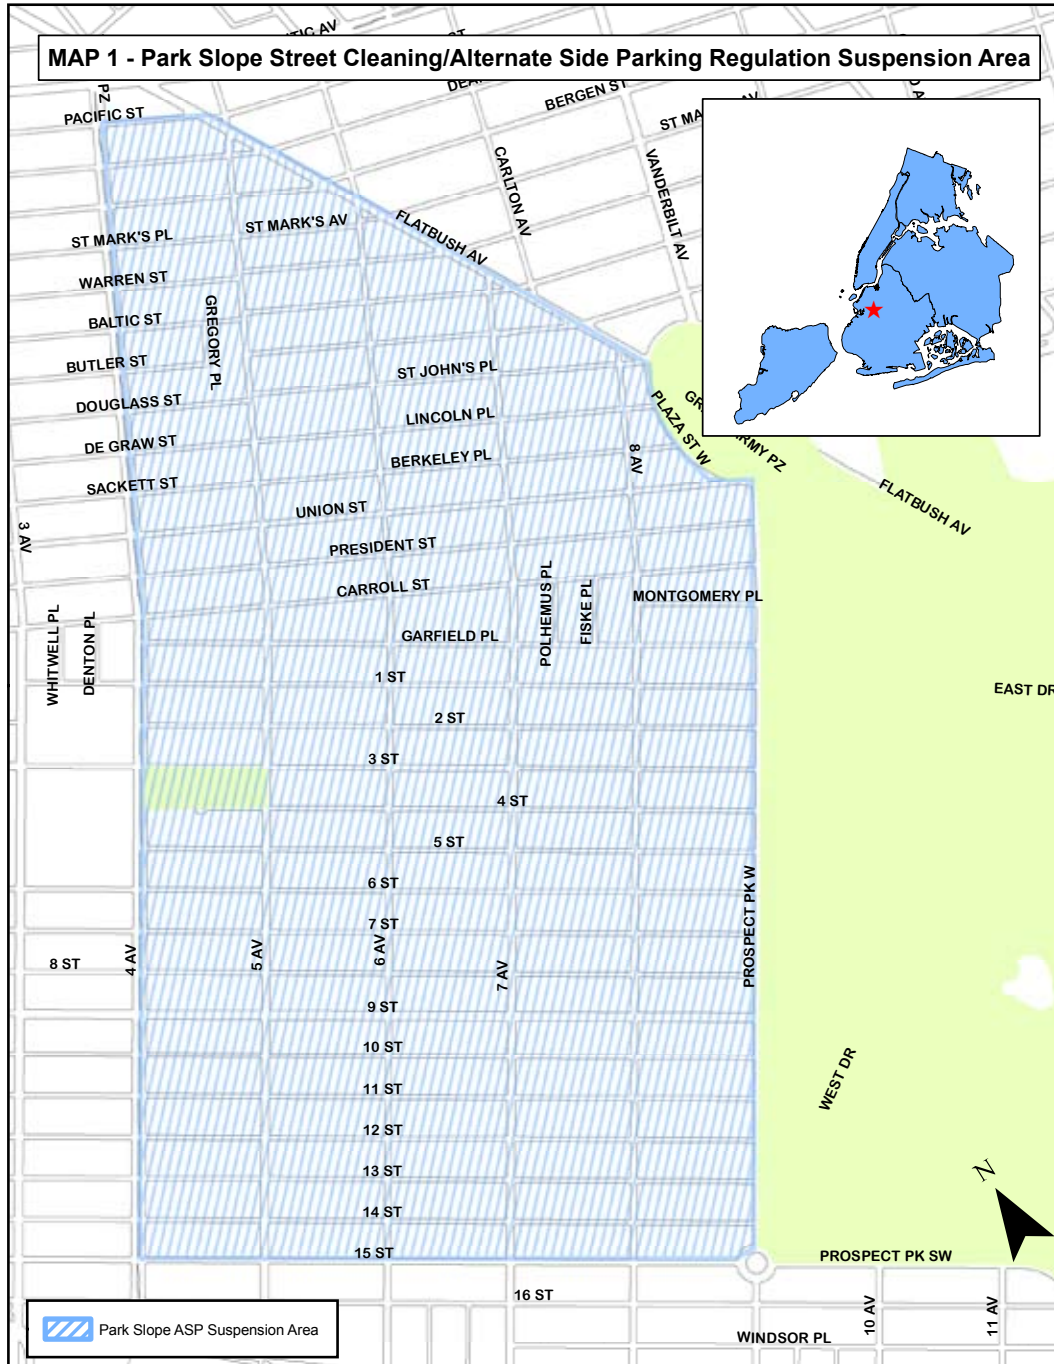 MAP 1 - Park Slope Street Cleaning/Alternate Side Parking Regulation Suspension Area
PZ
PACIFIC ST
BERGEN ST
CARLTON AV
VANDERBILT AV
FLATBUSH AV
ST MARK'S AV
ST MARK'S PL
WARREN ST
GREGORY PL
BALTIC ST
BUTLER ST
ST JOHN'S PL
DOUGLASS ST
LINCOLN PL
PLAZA ST W
DE GRAW ST
BERKELEY PL
8 AV
SACKETT ST
FLATBUSH AV
UNION ST
3 AV
PRESIDENT ST
CARROLL ST
POLHEMUS PL
FISKE PL
MONTGOMERY PL
WHITWELL PL
DENTON PL
GARFIELD PL
1 ST
EAST DR
2 ST
3 ST
4 ST
5 ST
6 ST
PROSPECT PK W
7 ST
8 ST
4 AV
5 AV
6 AV
7 AV
9 ST
10 ST
WEST DR
11 ST
12 ST
13 ST
N
14 ST
15 ST
PROSPECT PK SW
16 ST
10 AV
11 AV
WINDSOR PL
Park Slope ASP Suspension Area